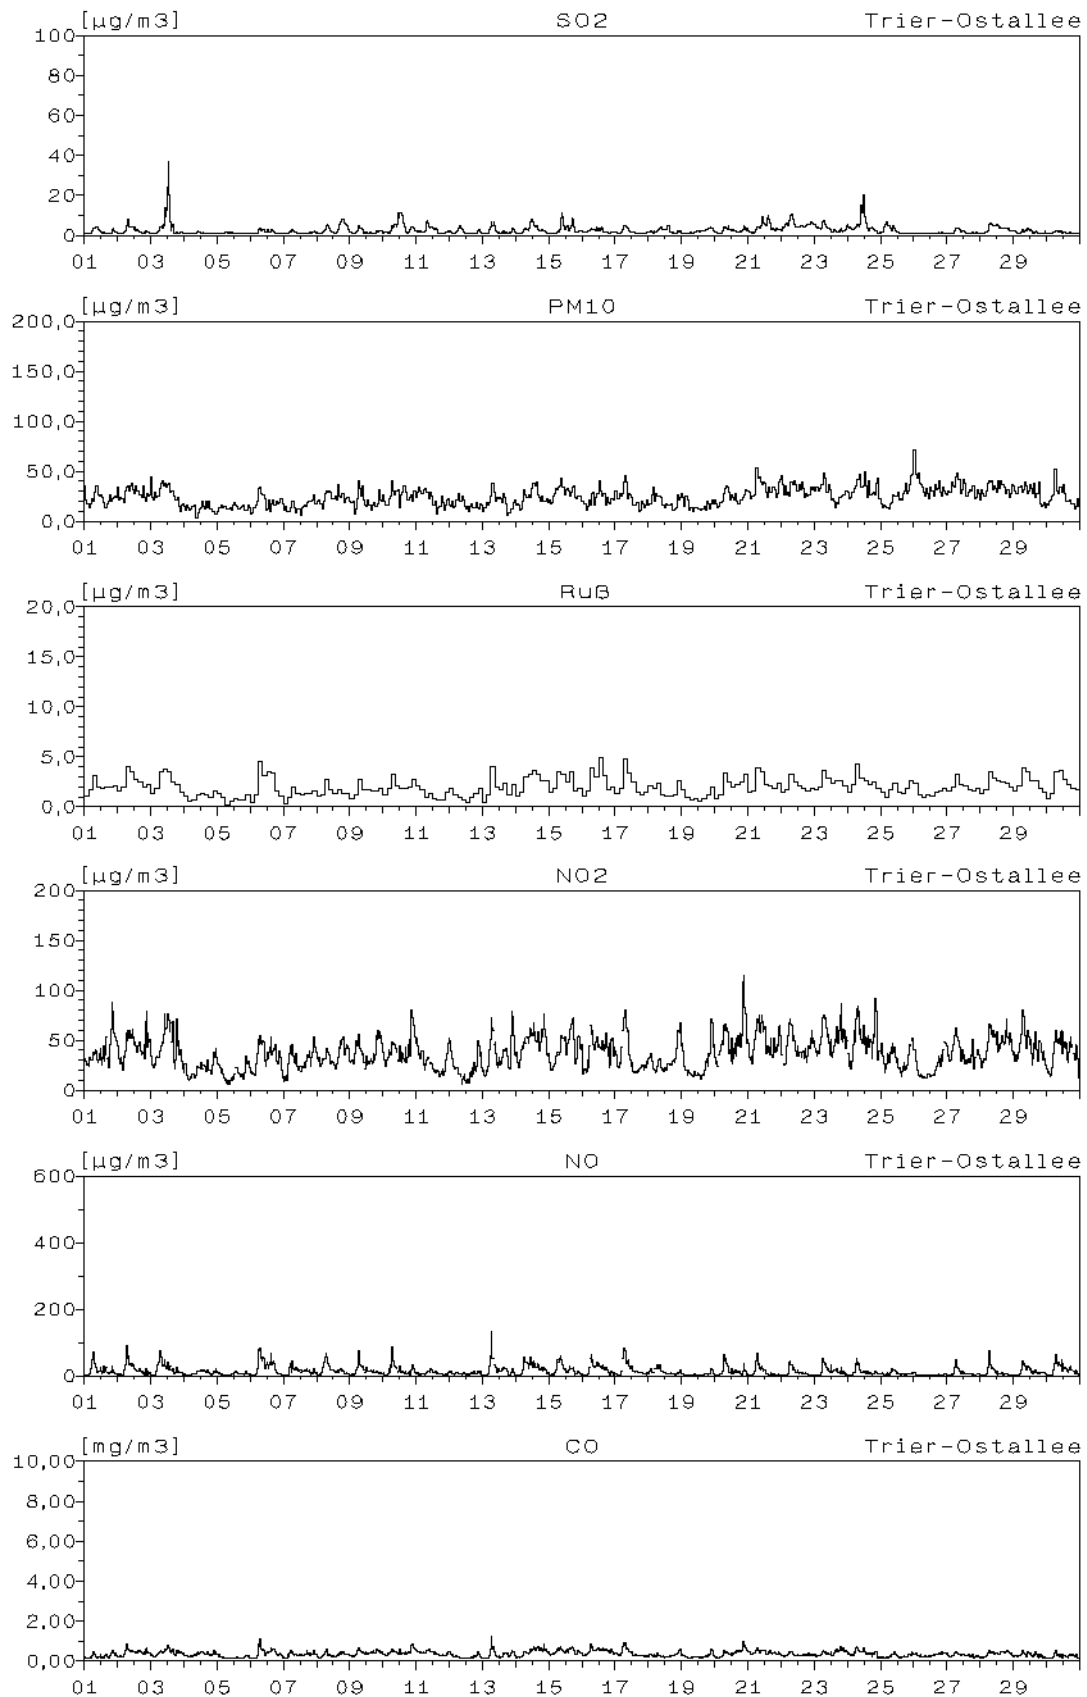 [µg/m3] SO2 Trier-Ostallee
100
80
60
40
20
0
01 03 05 07 09 11 13 15 17 19 21 23 25 27 29
[µg/m3] PM10 Trier-Ostallee
200,0
150,0
100,0
50,0
0,0
01 03 05 07 09 11 13 15 17 19 21 23 25 27 29
[µg/m3] Ruß Trier-Ostallee
20,0
15,0
10,0
5,0
0,0
01 03 05 07 09 11 13 15 17 19 21 23 25 27 29
[µg/m3] NO2 Trier-Ostallee
200
150
100
50
0
01 03 05 07 09 11 13 15 17 19 21 23 25 27 29
[µg/m3] NO Trier-Ostallee
600
400
200
0
01 03 05 07 09 11 13 15 17 19 21 23 25 27 29
[mg/m3] CO Trier-Ostallee
10,00
8,00
6,00
4,00
2,00
0,00
01 03 05 07 09 11 13 15 17 19 21 23 25 27 29